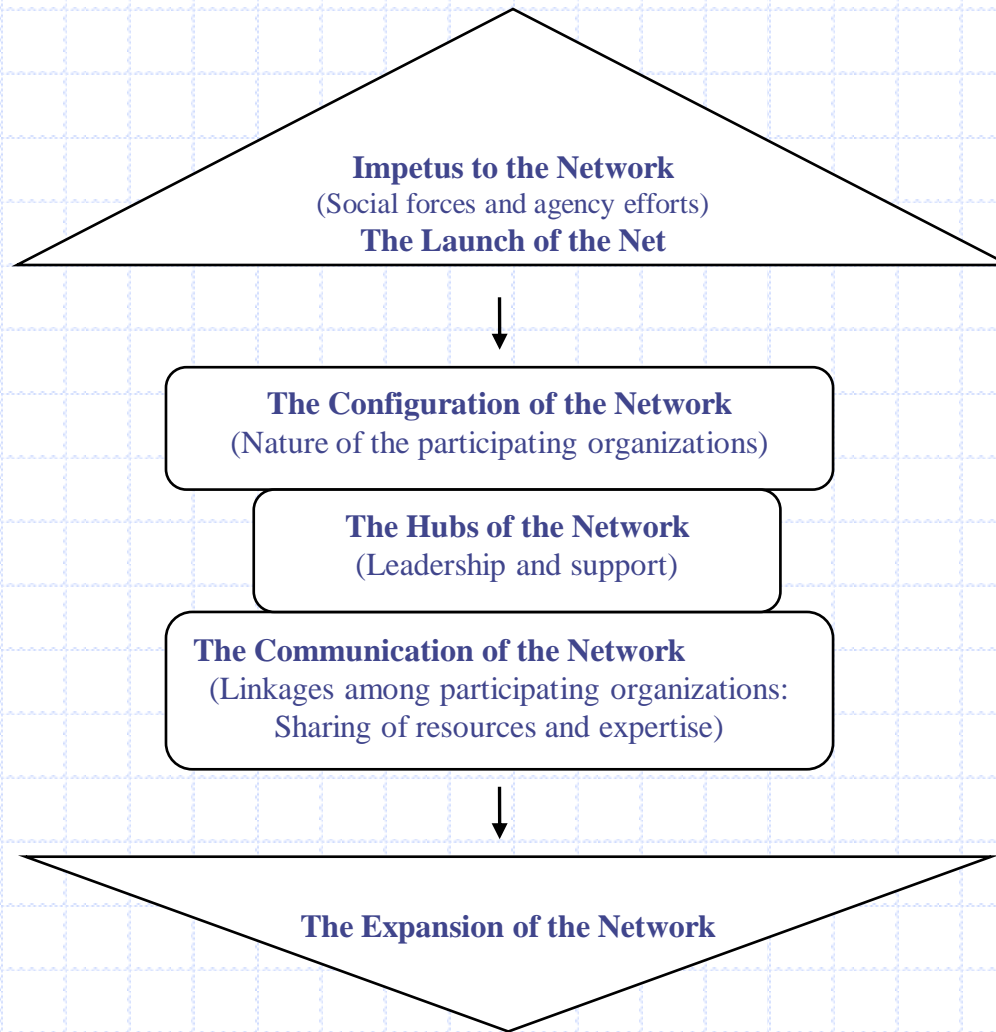 Impetus to the Network
(Social forces and agency efforts)
The Launch of the Net
The Configuration of the Network
(Nature of the participating organizations)
The Hubs of the Network
(Leadership and support)
The Communication of the Network
(Linkages among participating organizations:
Sharing of resources and expertise)
The Expansion of the Network